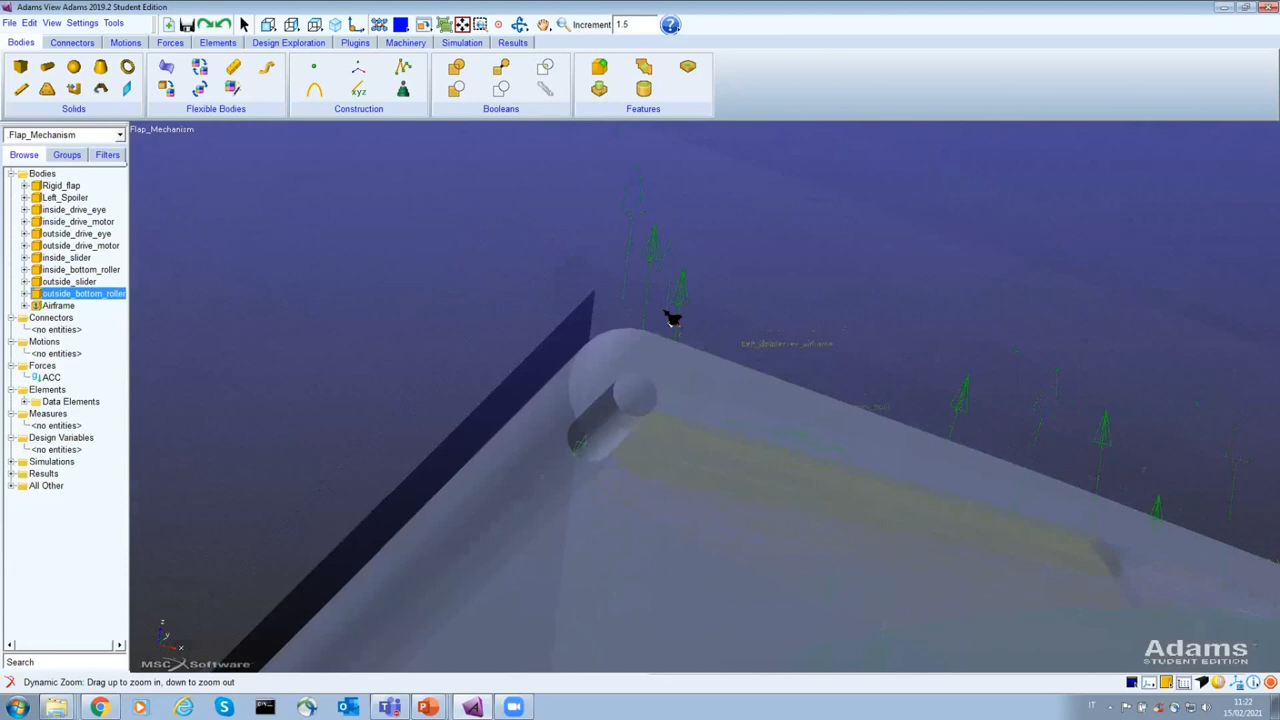 Adams View Adams 2019.2 Student Edition
File Edit View Settings Tools
Increment 1.5
Bodies Connectors Motions Forces Elements Design Exploration Plugins Machinery Simulation Results
Solids Flexible Bodies Construction Booleans Features
.Flap_Mechanism
Flap_Mechanism
Browse Groups Filters
Bodies
Rigid_flap
Left_Spoiler
inside_drive_eye
inside_drive_motor
outside_drive_eye
outside_drive_motor
inside_slider
inside_bottom_roller
outside_slider
outside_bottom_roller
Airframe
Connectors
<no entities>
Motions
<no entities>
Forces
ACC
Elements
Data Elements
Measures
<no entities>
Design Variables
<no entities>
Simulations
Results
All Other
z
y
x
Search
MSC Software
Adams
STUDENT EDITION
Dynamic Zoom: Drag up to zoom in, down to zoom out
IT
11:22
15/02/2021